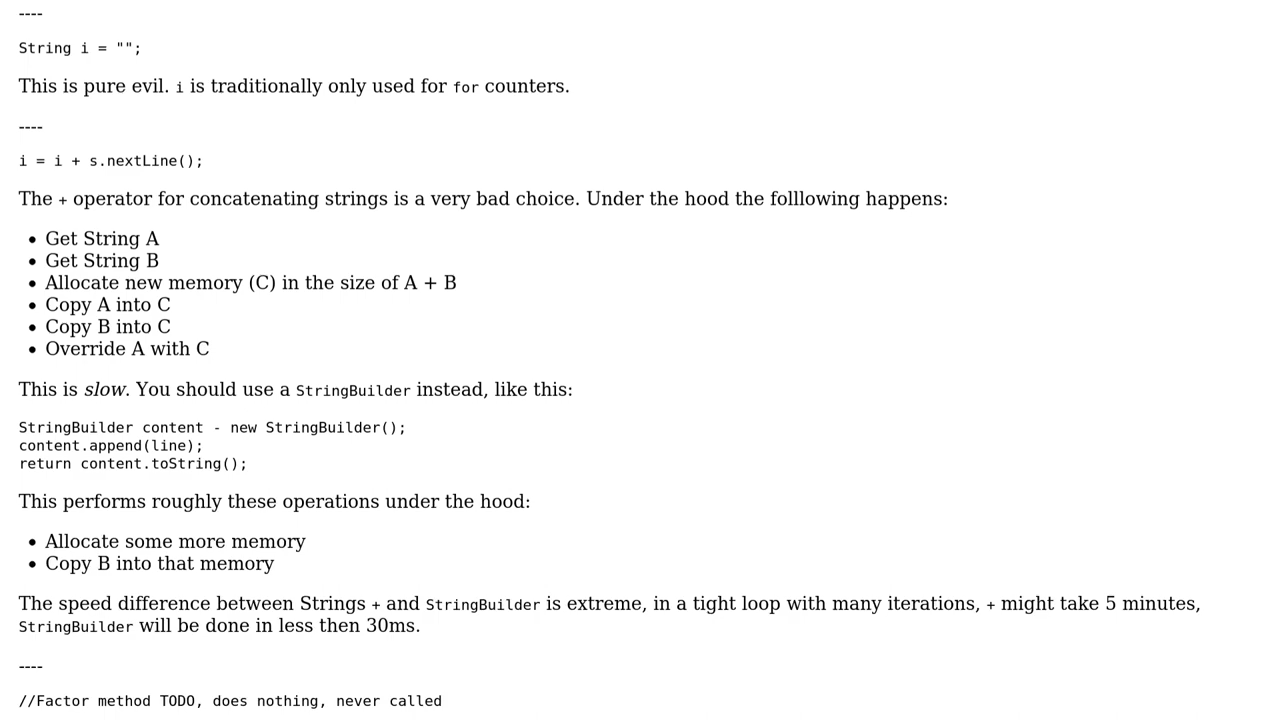 ----
String i = "";
This is pure evil. i is traditionally only used for for counters.
----
i = i + s.nextLine();
The + operator for concatenating strings is a very bad choice. Under the hood the folllowing happens:
• Get String A
• Get String B
• Allocate new memory (C) in the size of A + B
• Copy A into C
• Copy B into C
• Override A with C
This is slow. You should use a StringBuilder instead, like this:
StringBuilder content - new StringBuilder();
content.append(line);
return content.toString();
This performs roughly these operations under the hood:
• Allocate some more memory
• Copy B into that memory
The speed difference between Strings + and StringBuilder is extreme, in a tight loop with many iterations, + might take 5 minutes,
StringBuilder will be done in less then 30ms.
----
//Factor method TODO, does nothing, never called